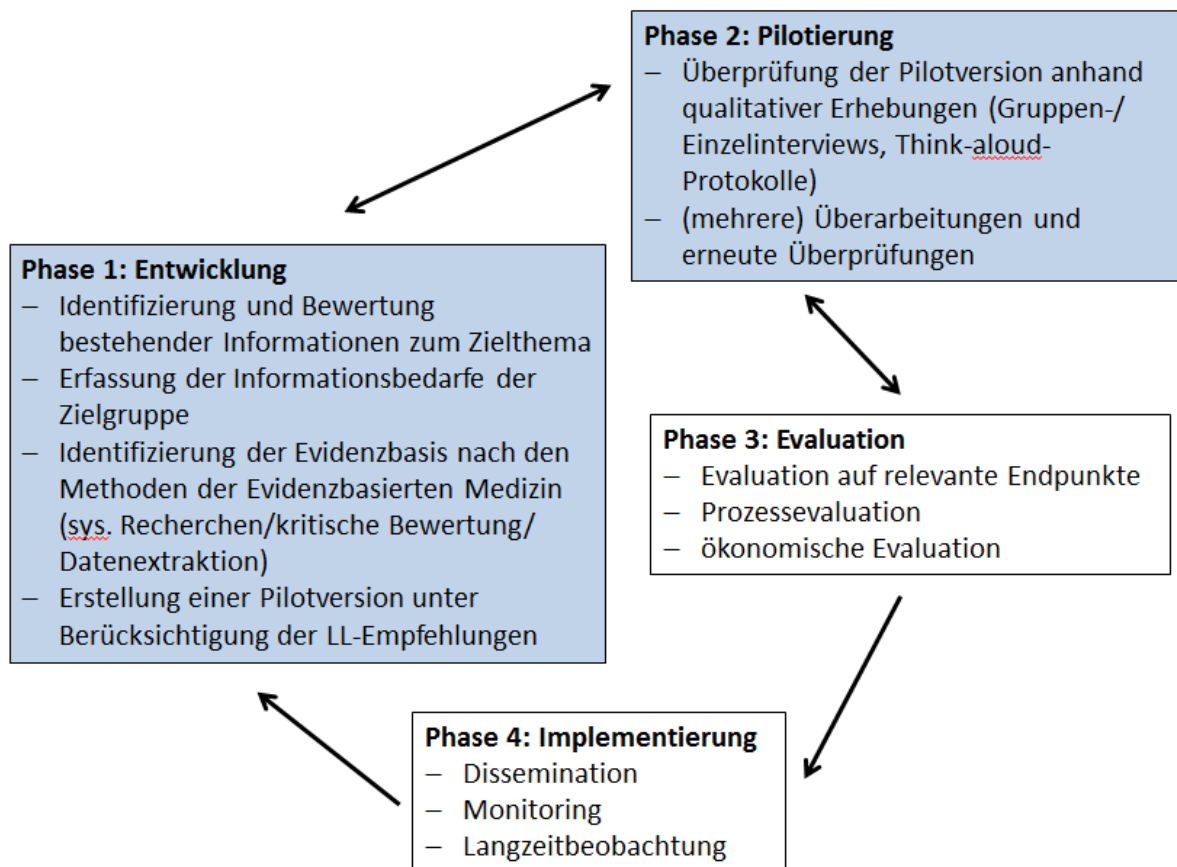 Phase 1: Entwicklung
– Identifizierung und Bewertung
bestehender Informationen zum Zielthema
– Erfassung der Informationsbedarfe der
Zielgruppe
– Identifizierung der Evidenzbasis nach den
Methoden der Evidenzbasierten Medizin
(sys. Recherchen/kritische Bewertung/
Datenextraktion)
– Erstellung einer Pilotversion unter
Berücksichtigung der LL-Empfehlungen
Phase 2: Pilotierung
– Überprüfung der Pilotversion anhand
qualitativer Erhebungen (Gruppen-/
Einzelinterviews, Think-aloud-
Protokolle)
– (mehrere) Überarbeitungen und
erneute Überprüfungen
Phase 3: Evaluation
– Evaluation auf relevante Endpunkte
– Prozessevaluation
– ökonomische Evaluation
Phase 4: Implementierung
– Dissemination
– Monitoring
– Langzeitbeobachtung